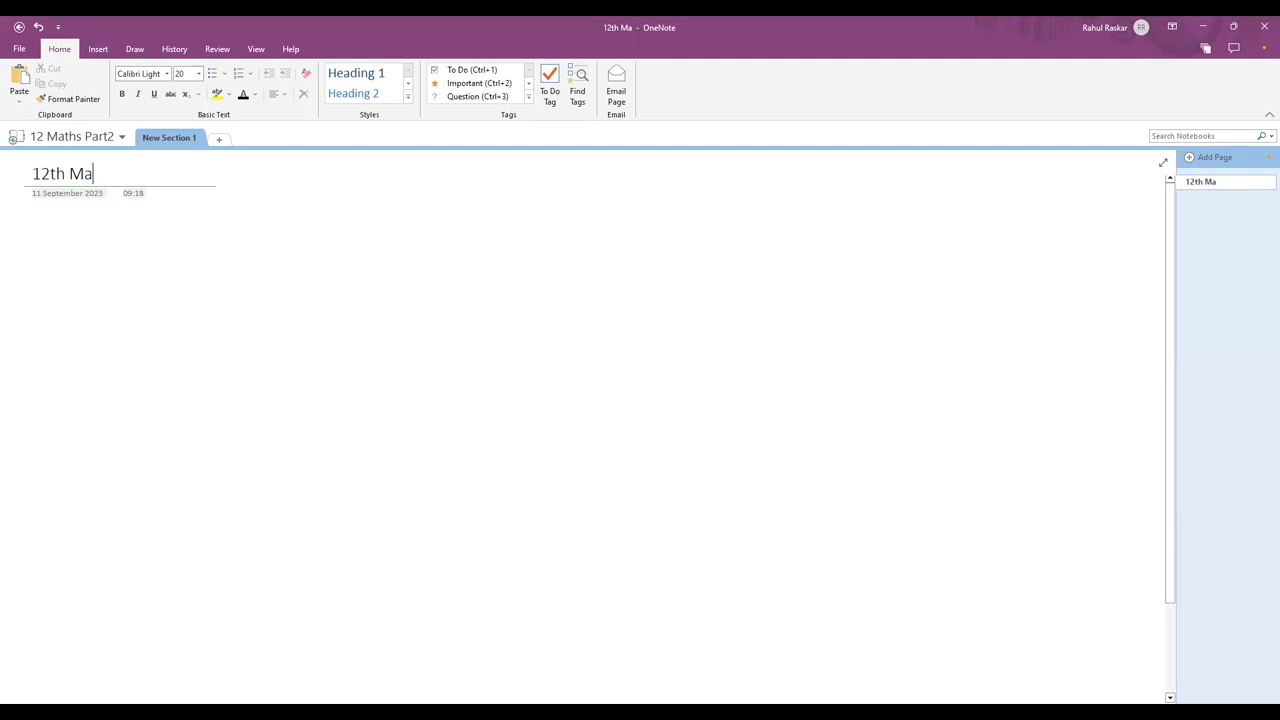 12th Ma - OneNote
Rahul Raskar
RR
File
Home
Insert
Draw
History
Review
View
Help
Paste
Cut
Copy
Format Painter
Clipboard
Calibri Light
20
B I U abc X₂ A
Basic Text
Heading 1
Heading 2
Styles
To Do (Ctrl+1)
Important (Ctrl+2)
? Question (Ctrl+3)
To Do Tag
Find Tags
Tags
Email Page
Email
12 Maths Part2
New Section 1
+
Search Notebooks
12th Ma
11 September 2023 09:18
Add Page
12th Ma